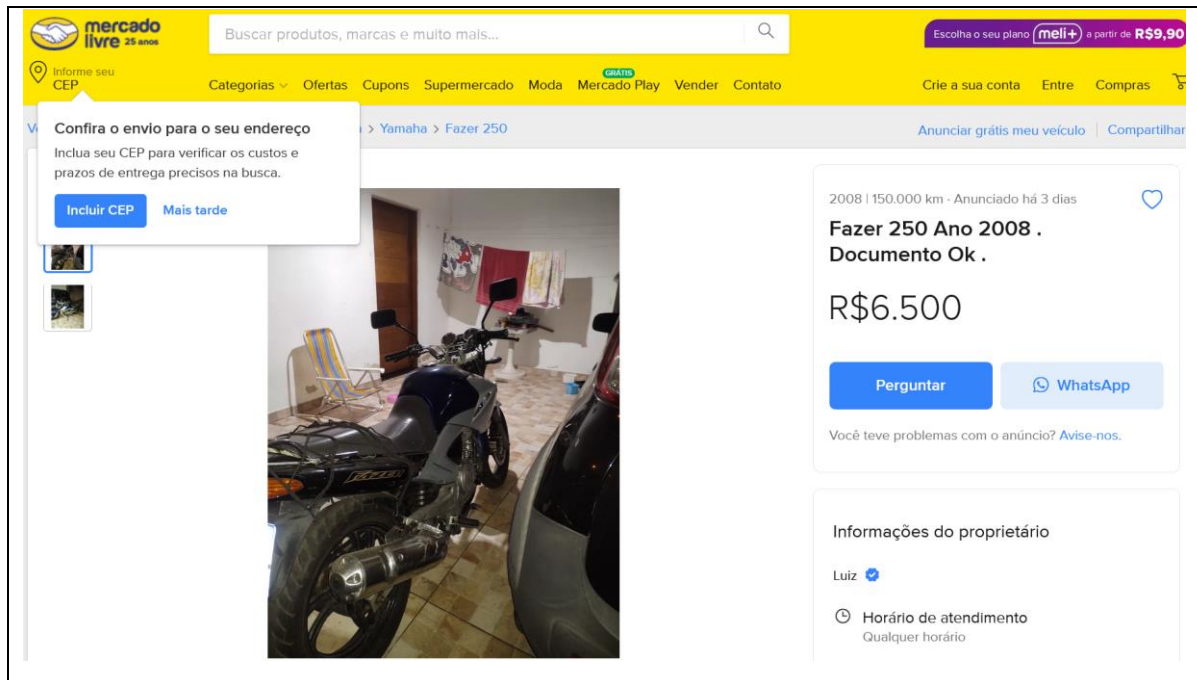 mercado
livre 25 anos
Buscar produtos, marcas e muito mais...
Escolha o seu plano meli+ a partir de R$9,90
Informe seu
CEP
Categorias Ofertas Cupons Supermercado Moda GRÁTIS Mercado Play Vender Contato
Crie a sua conta Entre Compras
Confira o envio para o seu endereço
Inclua seu CEP para verificar os custos e
prazos de entrega precisos na busca.
Incluir CEP Mais tarde
> Yamaha > Fazer 250
Anunciar grátis meu veículo | Compartilhar
2008 | 150.000 km · Anunciado há 3 dias
Fazer 250 Ano 2008 .
Documento Ok .
R$6.500
Perguntar WhatsApp
Você teve problemas com o anúncio? Avise-nos.
FAZER
Informações do proprietário
Luiz
Horário de atendimento
Qualquer horário